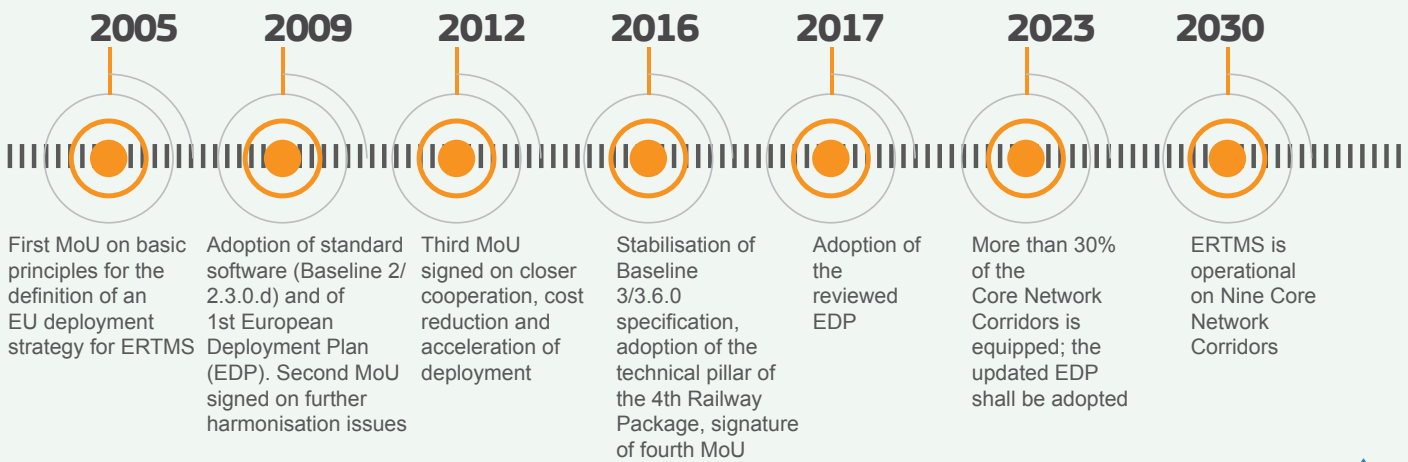 2005
2009
2012
2016
2017
2023
2030
First MoU on basic
principles for the
definition of an
EU deployment
strategy for ERTMS
Adoption of standard
software (Baseline 2/
2.3.0.d) and of
1st European
Deployment Plan
(EDP). Second MoU
signed on further
harmonisation issues
Third MoU
signed on closer
cooperation, cost
reduction and
acceleration of
deployment
Stabilisation of
Baseline
3/3.6.0
specification,
adoption of the
technical pillar of
the 4th Railway
Package, signature
of fourth MoU
Adoption of
the
reviewed
EDP
More than 30%
of the
Core Network
Corridors is
equipped; the
updated EDP
shall be adopted
ERTMS is
operational
on Nine Core
Network
Corridors